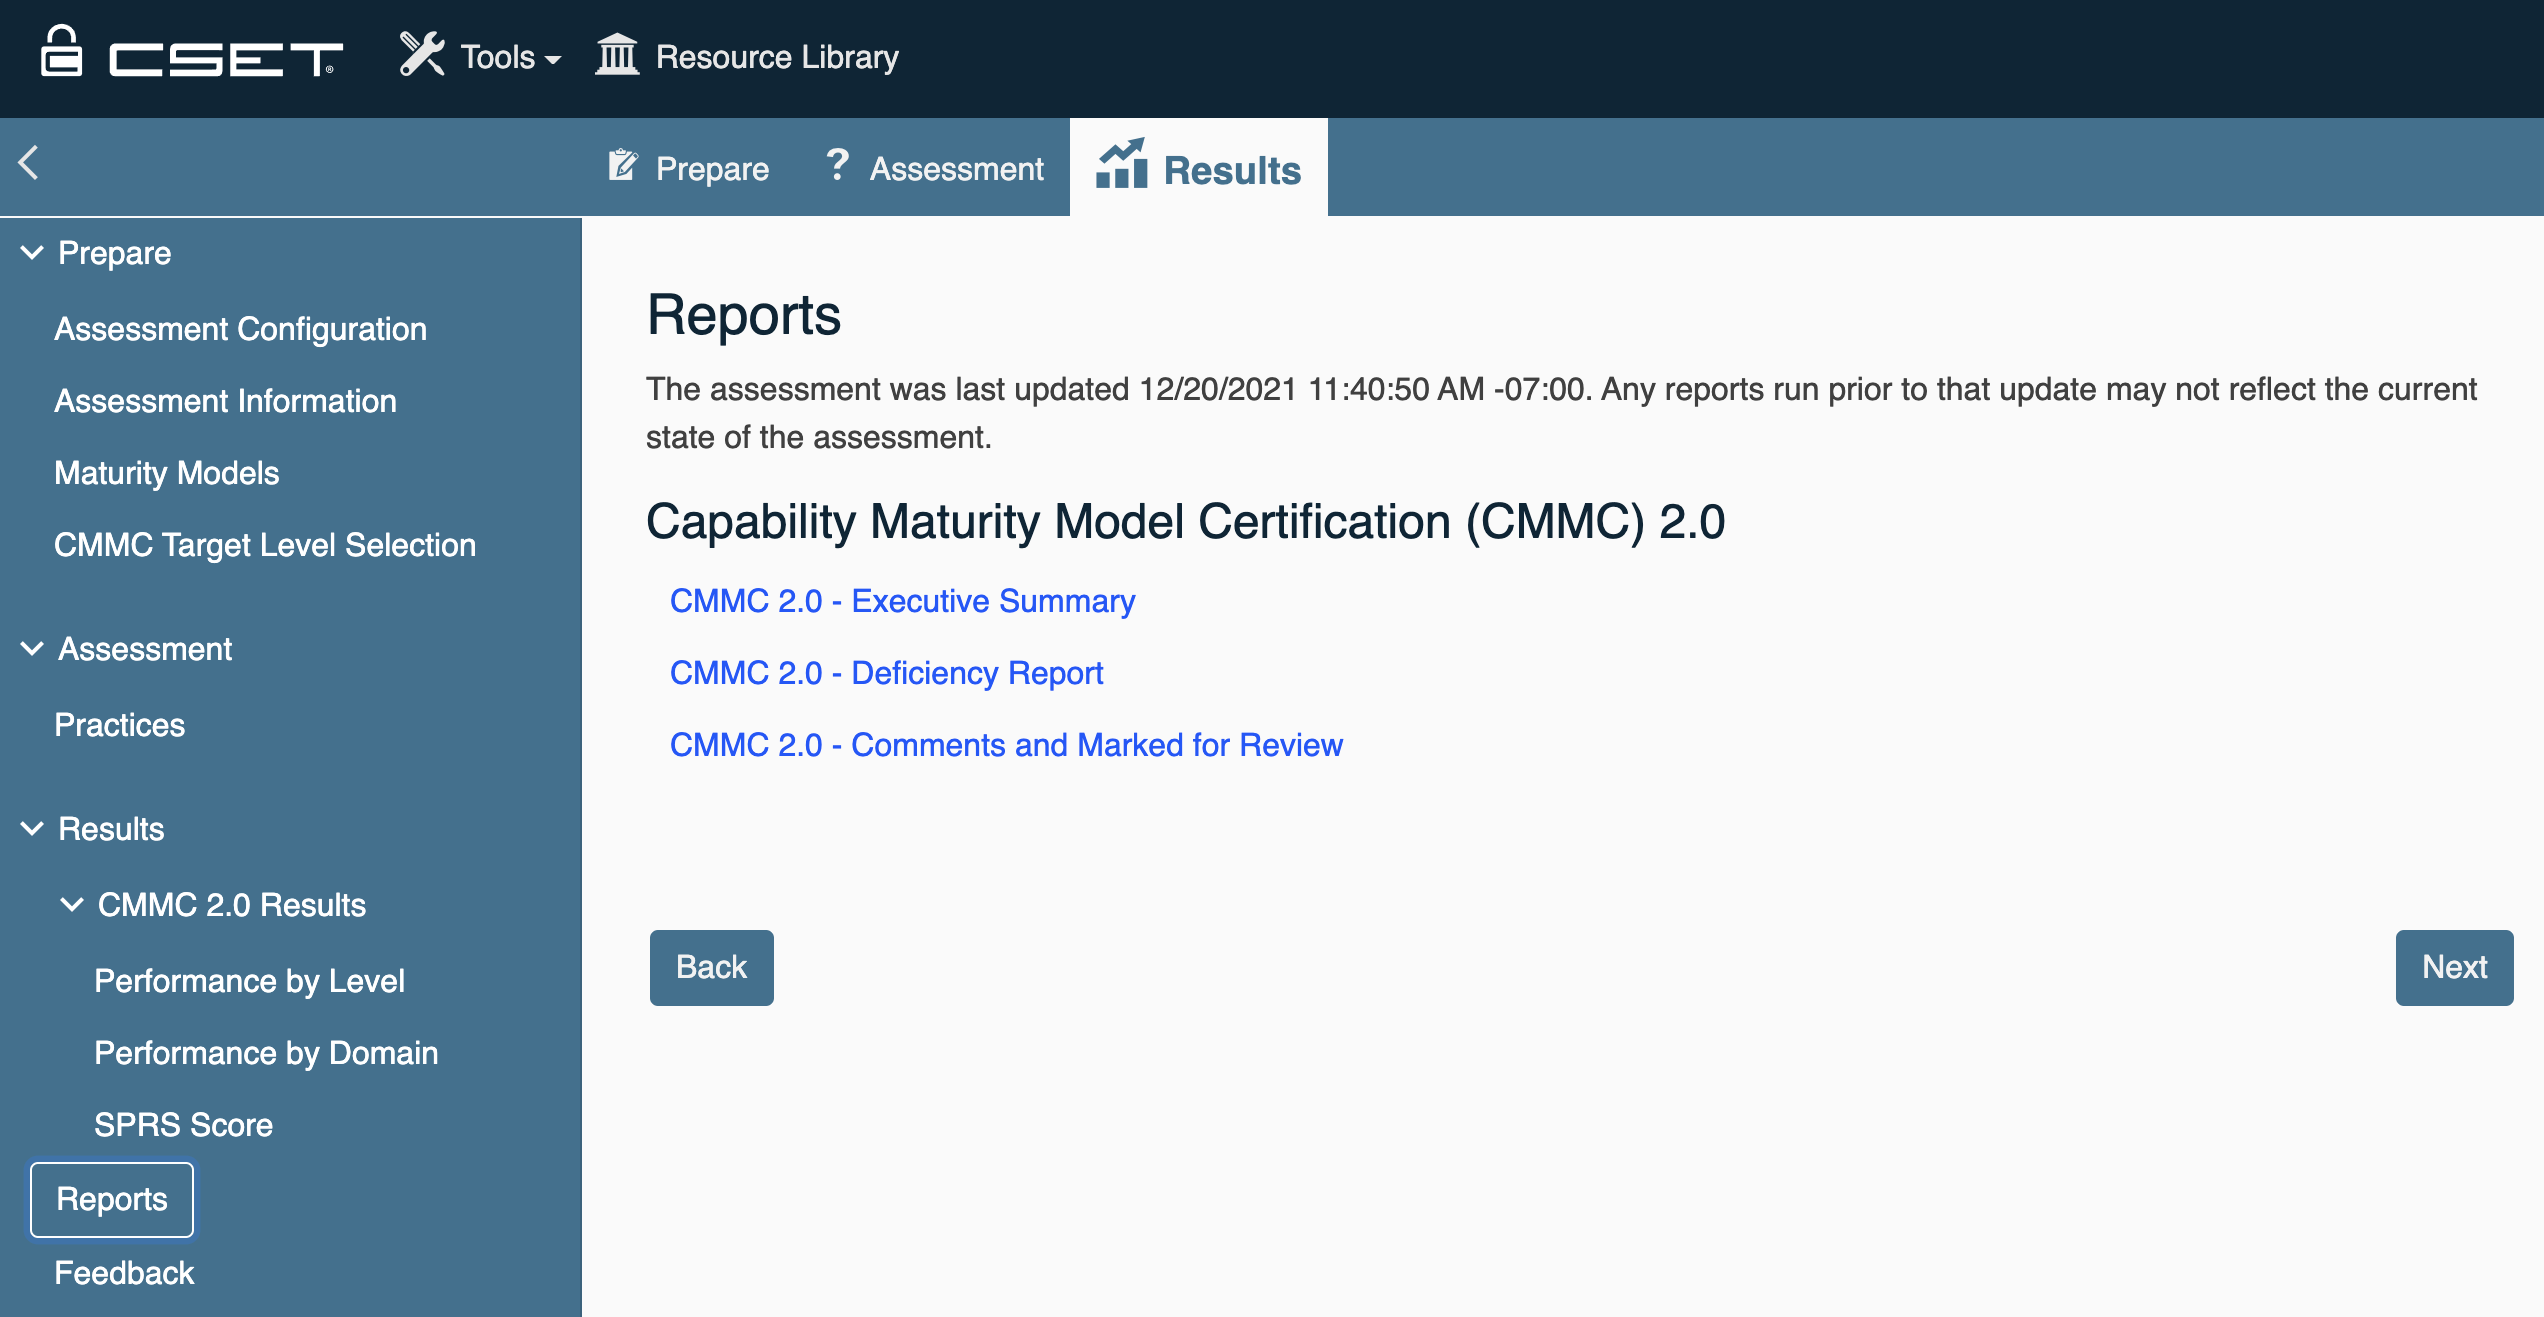 CSET®
Tools
Resource Library
Prepare
? Assessment
Results
Prepare
Assessment Configuration
Assessment Information
Maturity Models
CMMC Target Level Selection
Assessment
Practices
Results
CMMC 2.0 Results
Performance by Level
Performance by Domain
SPRS Score
Reports
Feedback
Reports
The assessment was last updated 12/20/2021 11:40:50 AM -07:00. Any reports run prior to that update may not reflect the current
state of the assessment.
Capability Maturity Model Certification (CMMC) 2.0
CMMC 2.0 - Executive Summary
CMMC 2.0 - Deficiency Report
CMMC 2.0 - Comments and Marked for Review
Back
Next